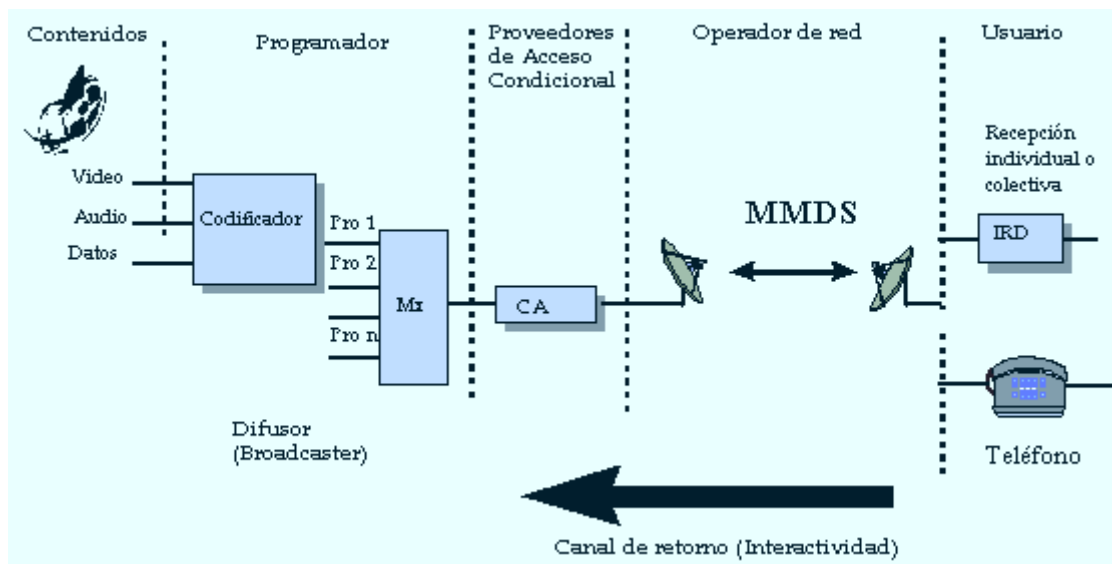 Contenidos
Programador
Proveedores
de Acceso
Condicional
Operador de red
Usuario
Recepción
individual o
colectiva
Video
Audio
Datos
Codificador
Pro 1
Pro 2
Pro n
Mx
CA
MMDS
IRD
Difusor
(Broadcaster)
Teléfono
Canal de retorno (Interactividad)